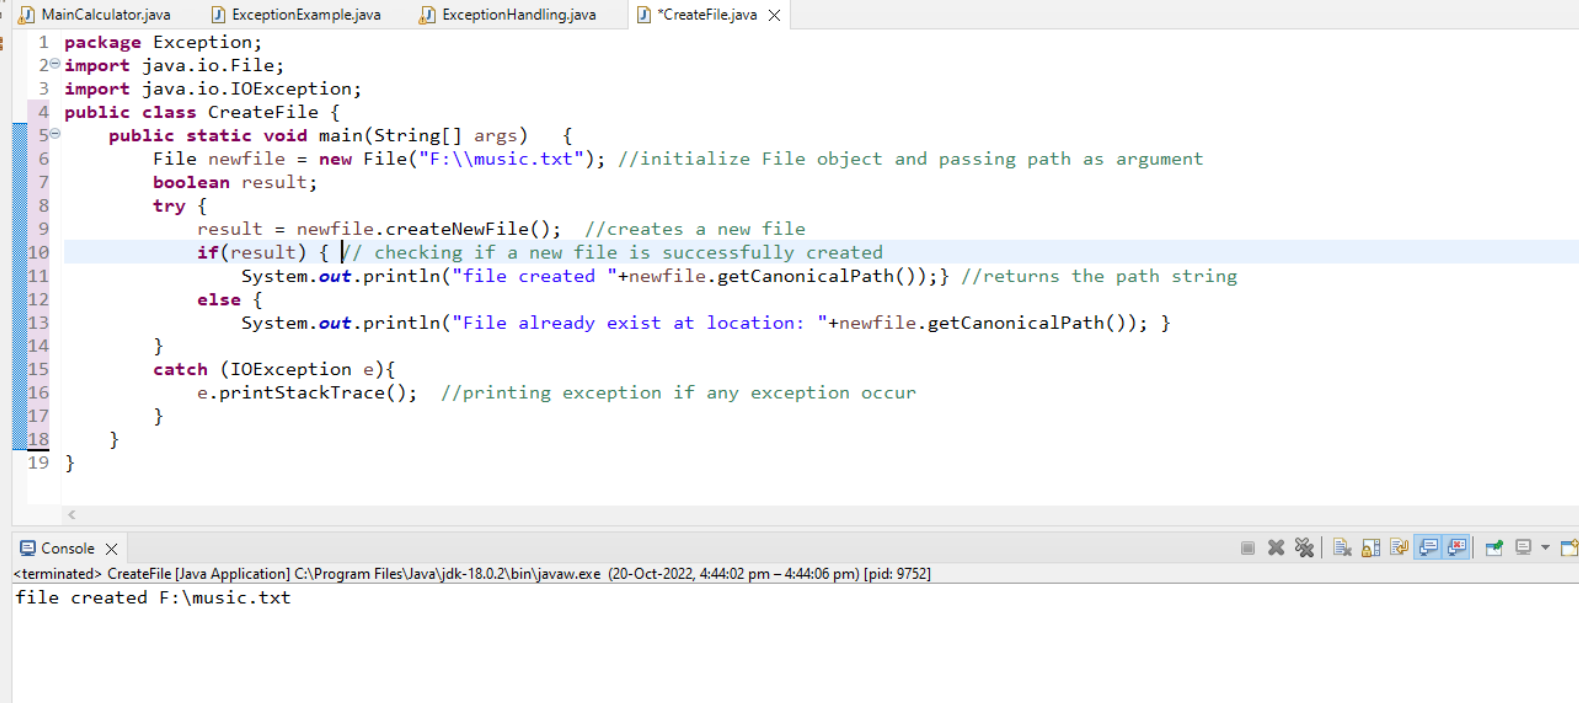 MainCalculator.java ExceptionExample.java ExceptionHandling.java *CreateFile.java
1 package Exception;
2 import java.io.File;
3 import java.io.IOException;
4 public class CreateFile {
5     public static void main(String[] args)   {
6         File newfile = new File("F:\\music.txt"); //initialize File object and passing path as argument
7         boolean result;
8         try {
9             result = newfile.createNewFile();  //creates a new file
10             if(result) { // checking if a new file is successfully created
11                 System.out.println("file created "+newfile.getCanonicalPath());} //returns the path string
12             else {
13                 System.out.println("File already exist at location: "+newfile.getCanonicalPath()); }
14         }
15         catch (IOException e){
16             e.printStackTrace();  //printing exception if any exception occur
17         }
18     }
19 }
Console
<terminated> CreateFile [Java Application] C:\Program Files\Java\jdk-18.0.2\bin\javaw.exe (20-Oct-2022, 4:44:02 pm – 4:44:06 pm) [pid: 9752]
file created F:\music.txt